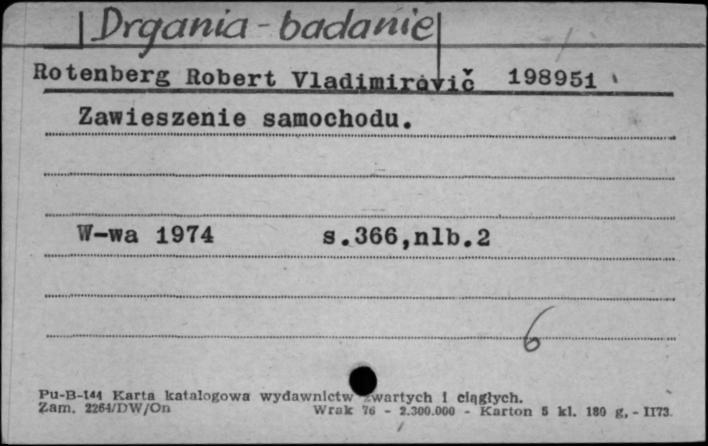 Drgania - badanie
Rotenberg Robert Vladimirovič 198951
Zawieszenie samochodu.
W-wa 1974 s.366,nlb.2
6
Pu-B-144 Karta katalogowa wydawnictw zwartych i ciągłych.
Zam. 2264/DW/On Wrak 76 - 2.300.000 - Karton 5 kl. 180 g. - II73.